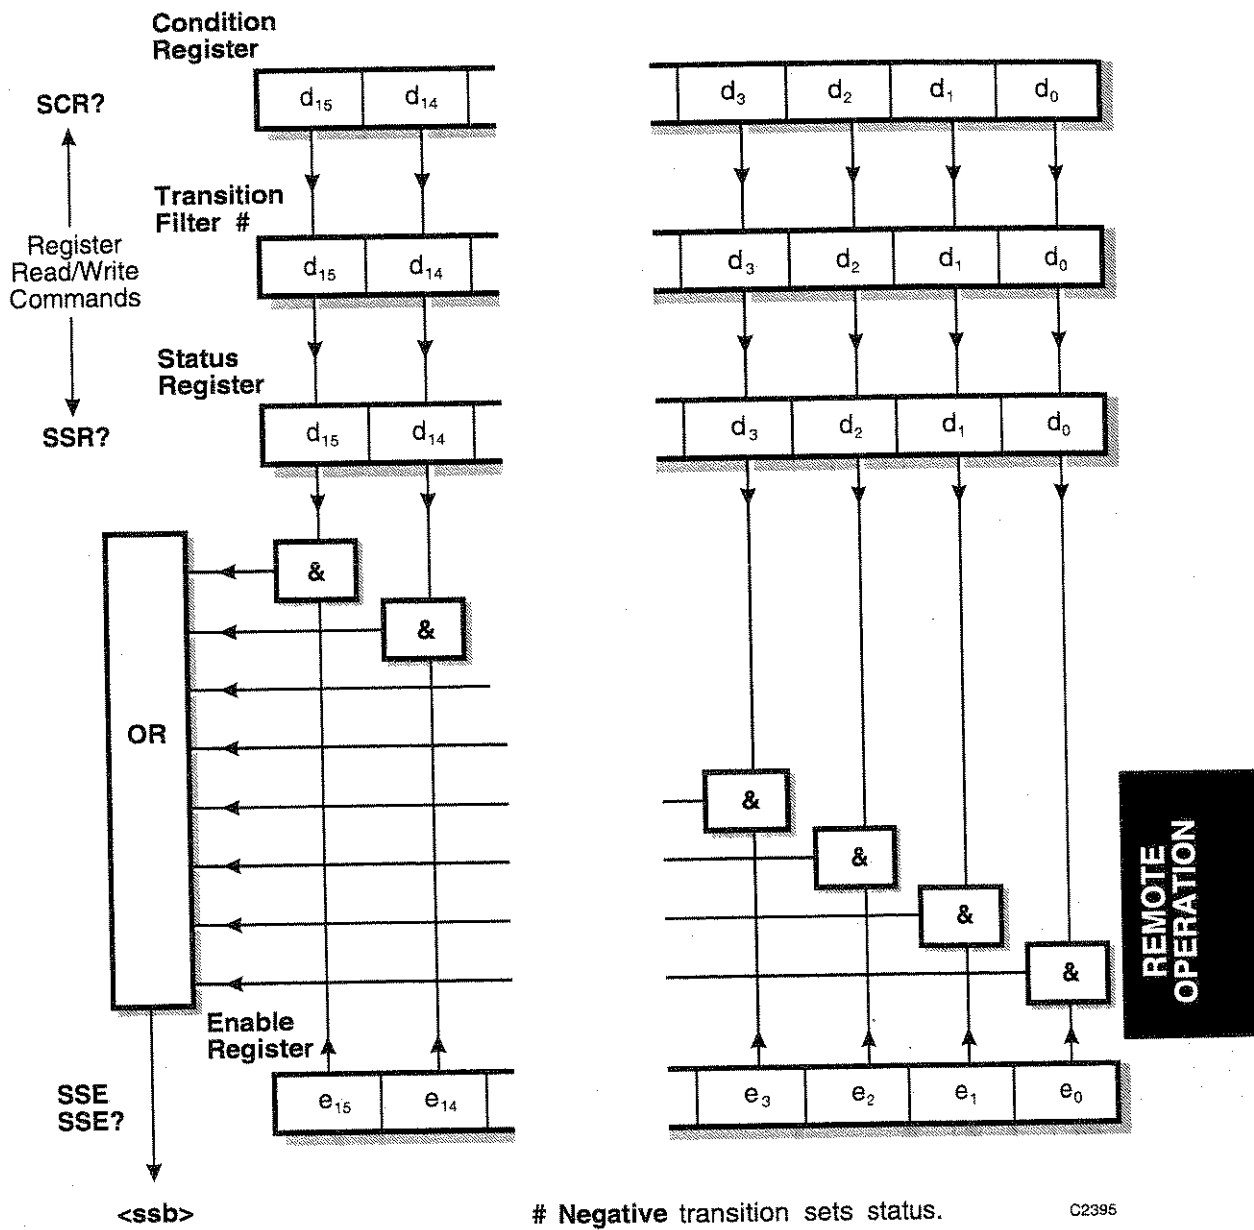 Condition
Register
d15 d14 d3 d2 d1 d0
SCR?
Transition
Filter #
d15 d14 d3 d2 d1 d0
Register
Read/Write
Commands
Status
Register
SSR?
d15 d14 d3 d2 d1 d0
&
&
OR
&
&
&
&
REMOTE
OPERATION
Enable
Register
e15 e14 e3 e2 e1 e0
SSE
SSE?
<ssb>
# Negative transition sets status.
C2395